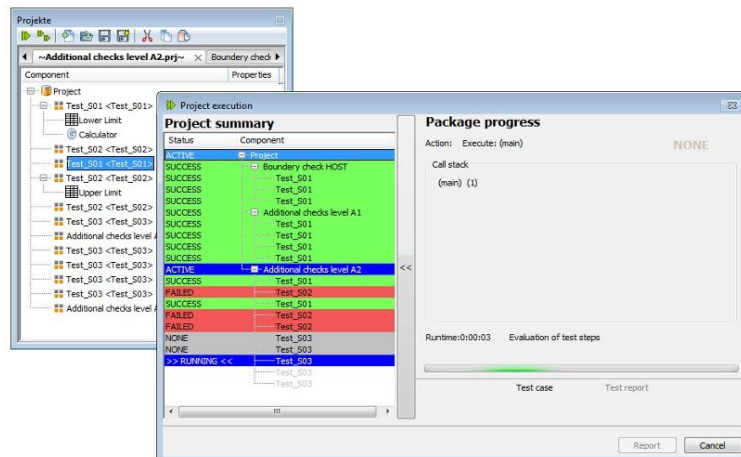 Projekte
~Additional checks level A2.prj~ Boundery check
Component Properties
Project
Test_S01 <Test_S01>
Lower Limit
Calculator
Test_S02 <Test_S02>
Test_S01 <Test_S01>
Test_S02 <Test_S02>
Upper Limit
Test_S02 <Test_S02>
Test_S03 <Test_S03>
Additional checks level
Test_S03 <Test_S03>
Test_S03 <Test_S03>
Test_S03 <Test_S03>
Test_S03 <Test_S03>
Additional checks level
Project execution
Project summary
Status Component
ACTIVE Project
SUCCESS Boundery check HOST
SUCCESS Test_S01
SUCCESS Test_S01
SUCCESS Test_S01
SUCCESS Additional checks level A1
SUCCESS Test_S01
SUCCESS Test_S01
SUCCESS Test_S01
SUCCESS Test_S01
ACTIVE Additional checks level A2
SUCCESS Test_S01
FAILED Test_S02
SUCCESS Test_S01
FAILED Test_S02
FAILED Test_S02
NONE Test_S03
NONE Test_S03
>> RUNNING << Test_S03
Test_S03
Test_S03
<<
Package progress
Action: Execute: (main) NONE
Call stack
(main) (1)
Runtime:0:00:03 Evaluation of test steps
Test case Test report
Report Cancel